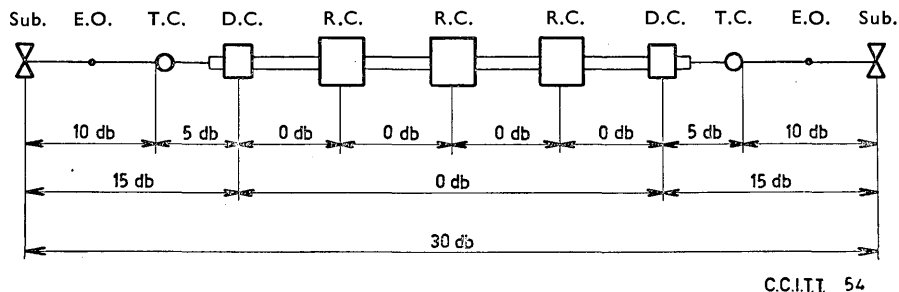 Sub. E.O. T.C. D.C. R.C. R.C. R.C. D.C. T.C. E.O. Sub.
10 db 5 db 0 db 0 db 0 db 0 db 5 db 10 db
15 db 0 db 15 db
30 db
C.C.I.T.T. 54